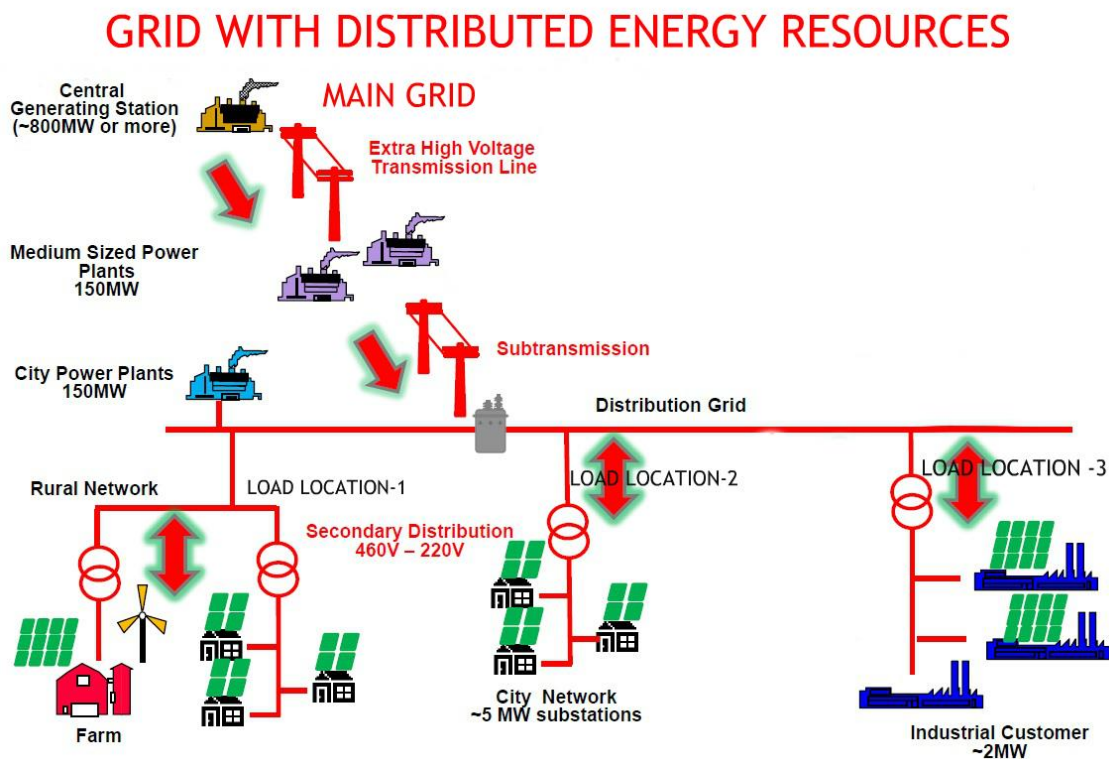 GRID WITH DISTRIBUTED ENERGY RESOURCES
Central
Generating Station
(~800MW or more)
MAIN GRID
Extra High Voltage
Transmission Line
Medium Sized Power
Plants
150MW
Subtransmission
City Power Plants
150MW
Distribution Grid
Rural Network
LOAD LOCATION-1
LOAD LOCATION-2
LOAD LOCATION -3
Secondary Distribution
460V – 220V
Farm
City Network
~5 MW substations
Industrial Customer
~2MW